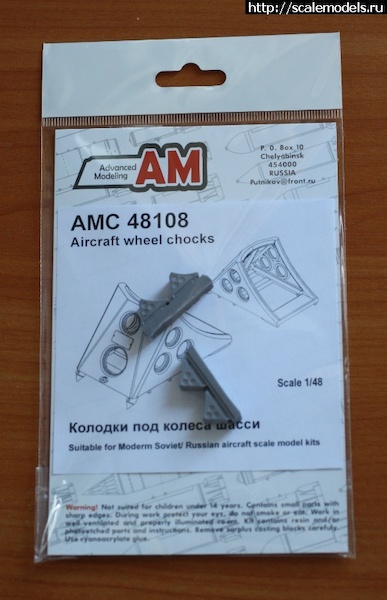 http://scalemodels.ru
Advanced
Modeling
AM
P. O. Box 10
Chelyabinsk
454000
RUSSIA
Putnikov@front.ru
AMC 48108
Aircraft wheel chocks
Scale 1/48
Колодки под колеса шасси
Suitable for Moderm Soviet/ Russian aircraft scale model kits
Warning! Not suited for children under 14 years. Contains small parts with
sharp edges. During work protect your eyes, do not smoke or eat. Work in
well ventilated and properly illuminated room. Kit contains resin and/or
photoetched parts and instructions. Remove surplus casting blocks carefully.
Use cyanoacrylate glue.